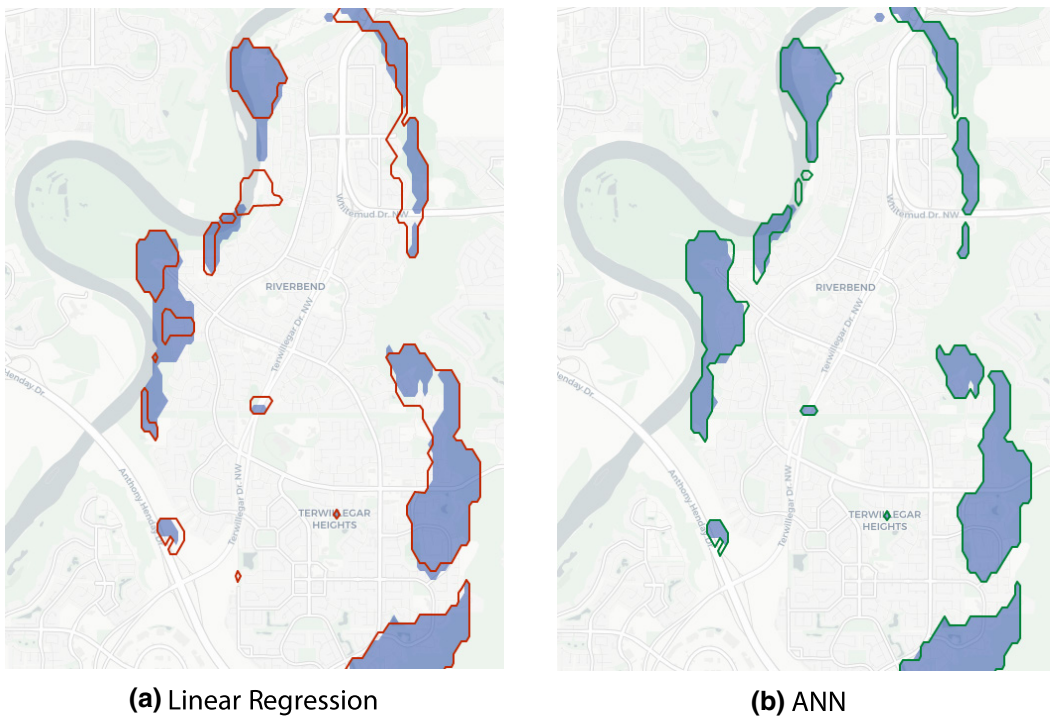 Whitemud Dr. NW
RIVERBEND
Terwillegar Dr. NW
Henday Dr.
Anthony Henday Dr.
Terwillegar Dr. NW
TERWILLEGAR
HEIGHTS
(a) Linear Regression
Whitemud Dr. NW
RIVERBEND
Terwillegar Dr. NW
Henday Dr.
Anthony Henday Dr.
Terwillegar Dr. NW
TERWILLEGAR
HEIGHTS
(b) ANN